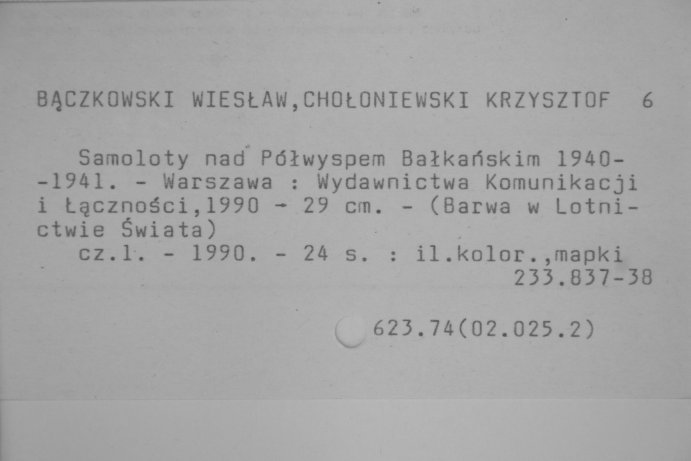 BĄCZKOWSKI WIESŁAW,CHOŁONIEWSKI KRZYSZTOF 6
Samoloty nad Półwyspem Bałkańskim 1940-
-1941. - Warszawa : Wydawnictwa Komunikacji
i Łączności,1990 - 29 cm. - (Barwa w Lotni-
ctwie Świata)
cz.1. - 1990. - 24 s. : il.kolor.,mapki
233.837-38
623.74(02.025.2)